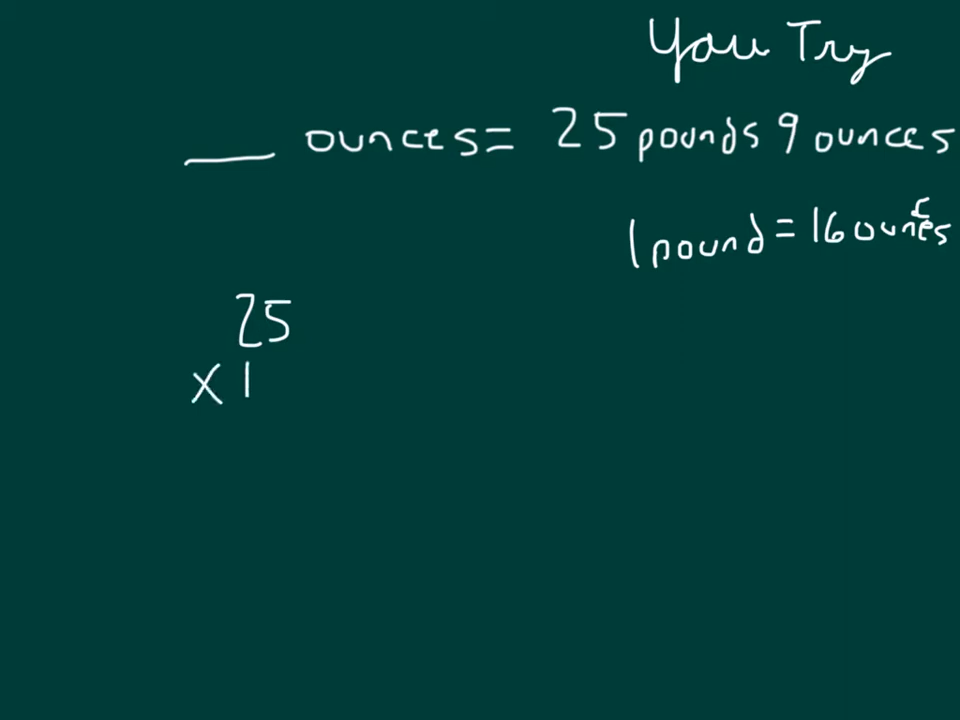 You Try
___ ounces = 25 pounds 9 ounces
1 pound = 16 ounces
25
x 1